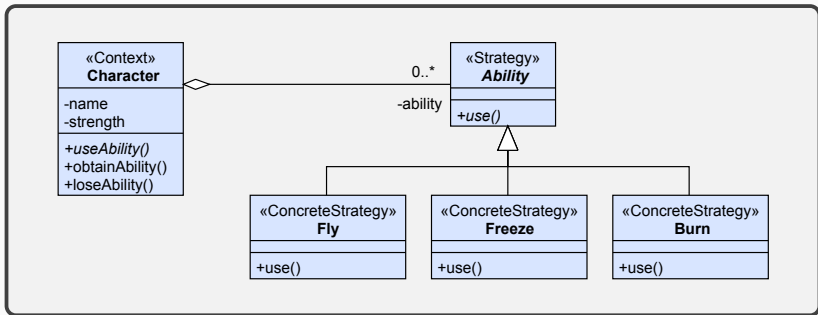 «Context»
Character
-name
-strength
+useAbility()
+obtainAbility()
+loseAbility()
0..*
-ability
«Strategy»
Ability
+use()
«ConcreteStrategy»
Fly
+use()
«ConcreteStrategy»
Freeze
+use()
«ConcreteStrategy»
Burn
+use()